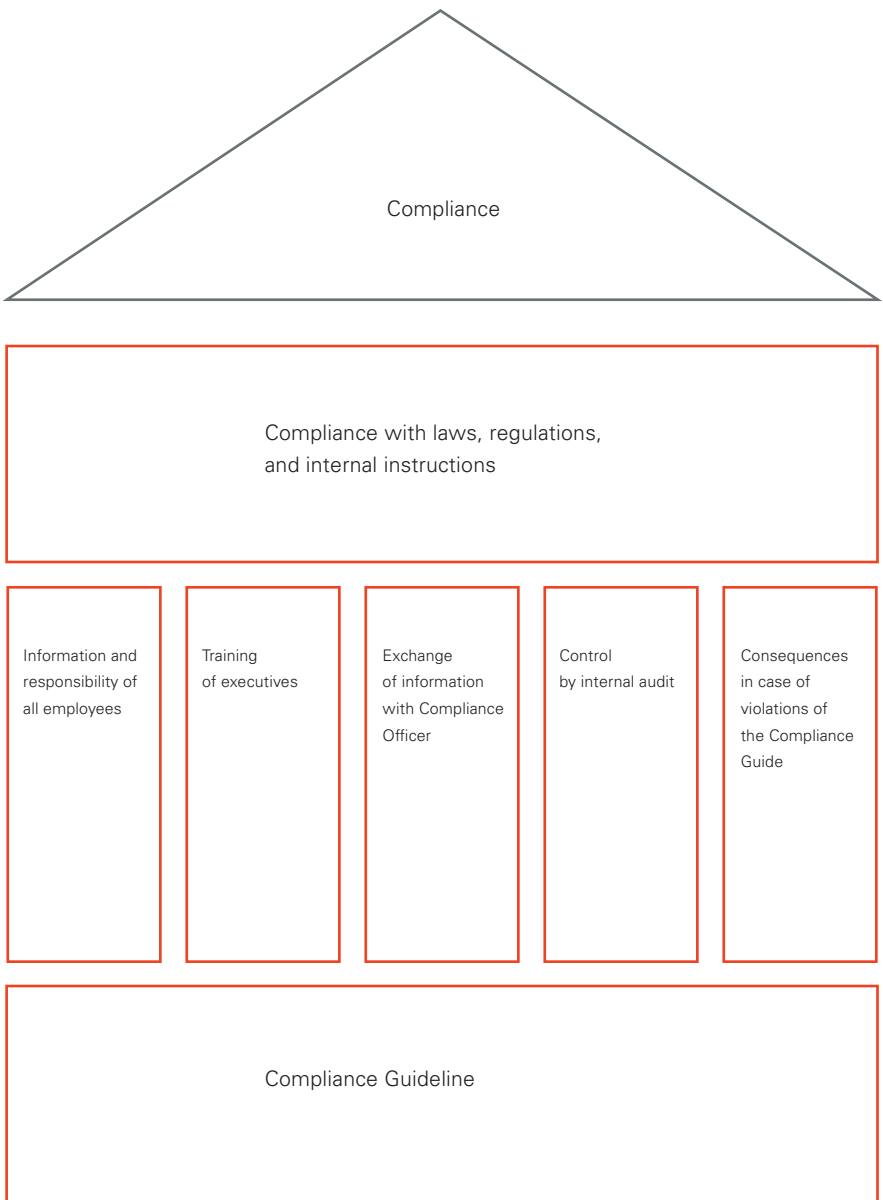 Compliance
Compliance with laws, regulations,
and internal instructions
Information and
responsibility of
all employees
Training
of executives
Exchange
of information
with Compliance
Officer
Control
by internal audit
Consequences
in case of
violations of
the Compliance
Guide
Compliance Guideline